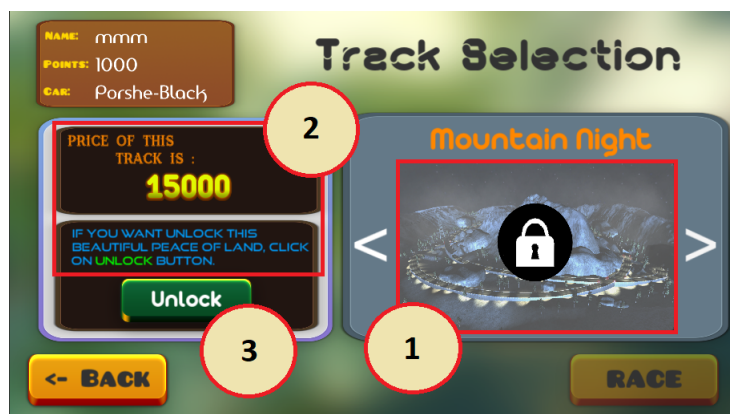 NAME: mmm
POINTS: 1000
CAR: Porshe-Black
Track Selection
2
PRICE OF THIS
TRACK IS :
15000
IF YOU WANT UNLOCK THIS
BEAUTIFUL PEACE OF LAND, CLICK
ON UNLOCK BUTTON.
Unlock
3
Mountain Night
<
>
1
<- BACK
RACE